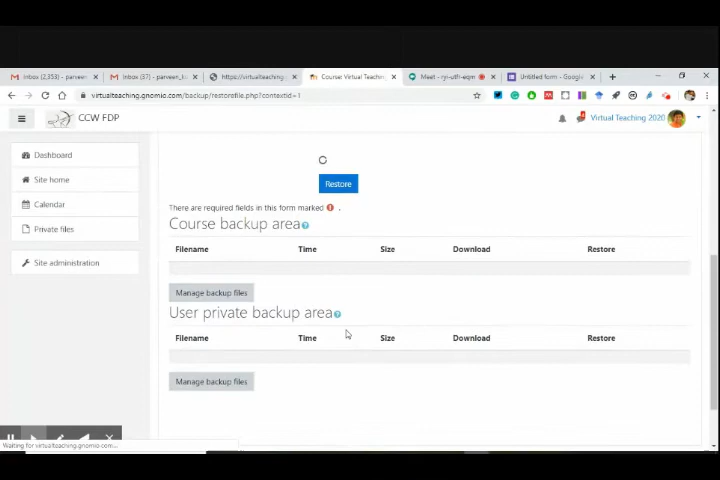 Inbox (2,353) - parveen
Inbox (37) - parveen_k
https://virtualteaching.g
Course: Virtual Teaching
Meet - ryi-uth-eqm
Untitled form - Google
virtualteaching.gnomio.com/backup/restorefile.php?contextid=1
CCW FDP
Virtual Teaching 2020
Dashboard
Site home
Calendar
Private files
Site administration
Restore
There are required fields in this form marked .
Course backup area
Filename Time Size Download Restore
Manage backup files
User private backup area
Filename Time Size Download Restore
Manage backup files
Waiting for virtualteaching.gnomio.com...